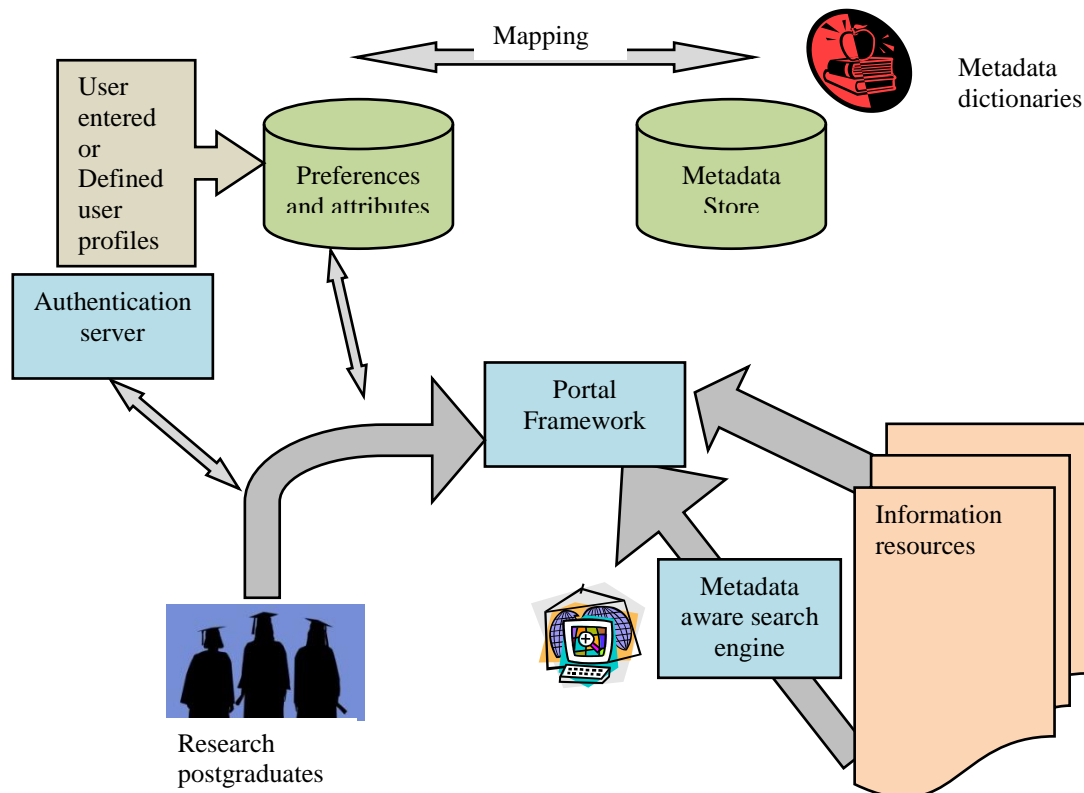 Mapping
Metadata
dictionaries
User
entered
or
Defined
user
profiles
Preferences
and attributes
Metadata
Store
Authentication
server
Portal
Framework
Information
resources
Metadata
aware search
engine
Research
postgraduates